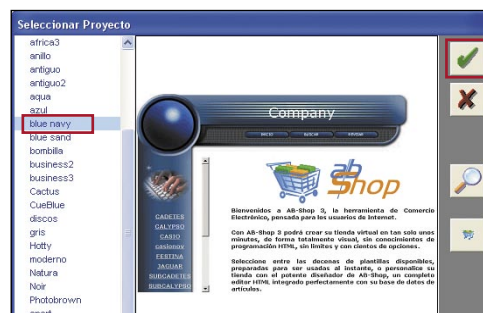 Seleccionar Proyecto
africa3
anillo
antiguo
antiguo2
aqua
azul
blue navy
blue sand
bombilla
business2
business3
Cactus
CueBlue
discos
gris
Hotty
moderno
Natura
Noir
Photobrown
sport
Company
INICIO
BUSCAR
ENVIAR
CADETES
CALYPSO
CASIO
casionos
FESTINA
JAGUAR
SUBCADETES
SUBCALYPSO
ab
Shop
Bienvenidos a AB-Shop 3, la herramienta de Comercio
Electrónico, pensada para los usuarios de Internet.
Con AB-Shop 3 podrá crear su tienda virtual en tan solo unos
minutos, de forma totalmente visual, sin conocimientos de
programación HTML, sin límites y con cientos de opciones.
Seleccione entre las decenas de plantillas disponibles,
preparadas para ser usadas al instante, o personalice su
tienda con el potente diseñador de AB-Shop, un completo
editor HTML integrado perfectamente con su base de datos de
artículos.